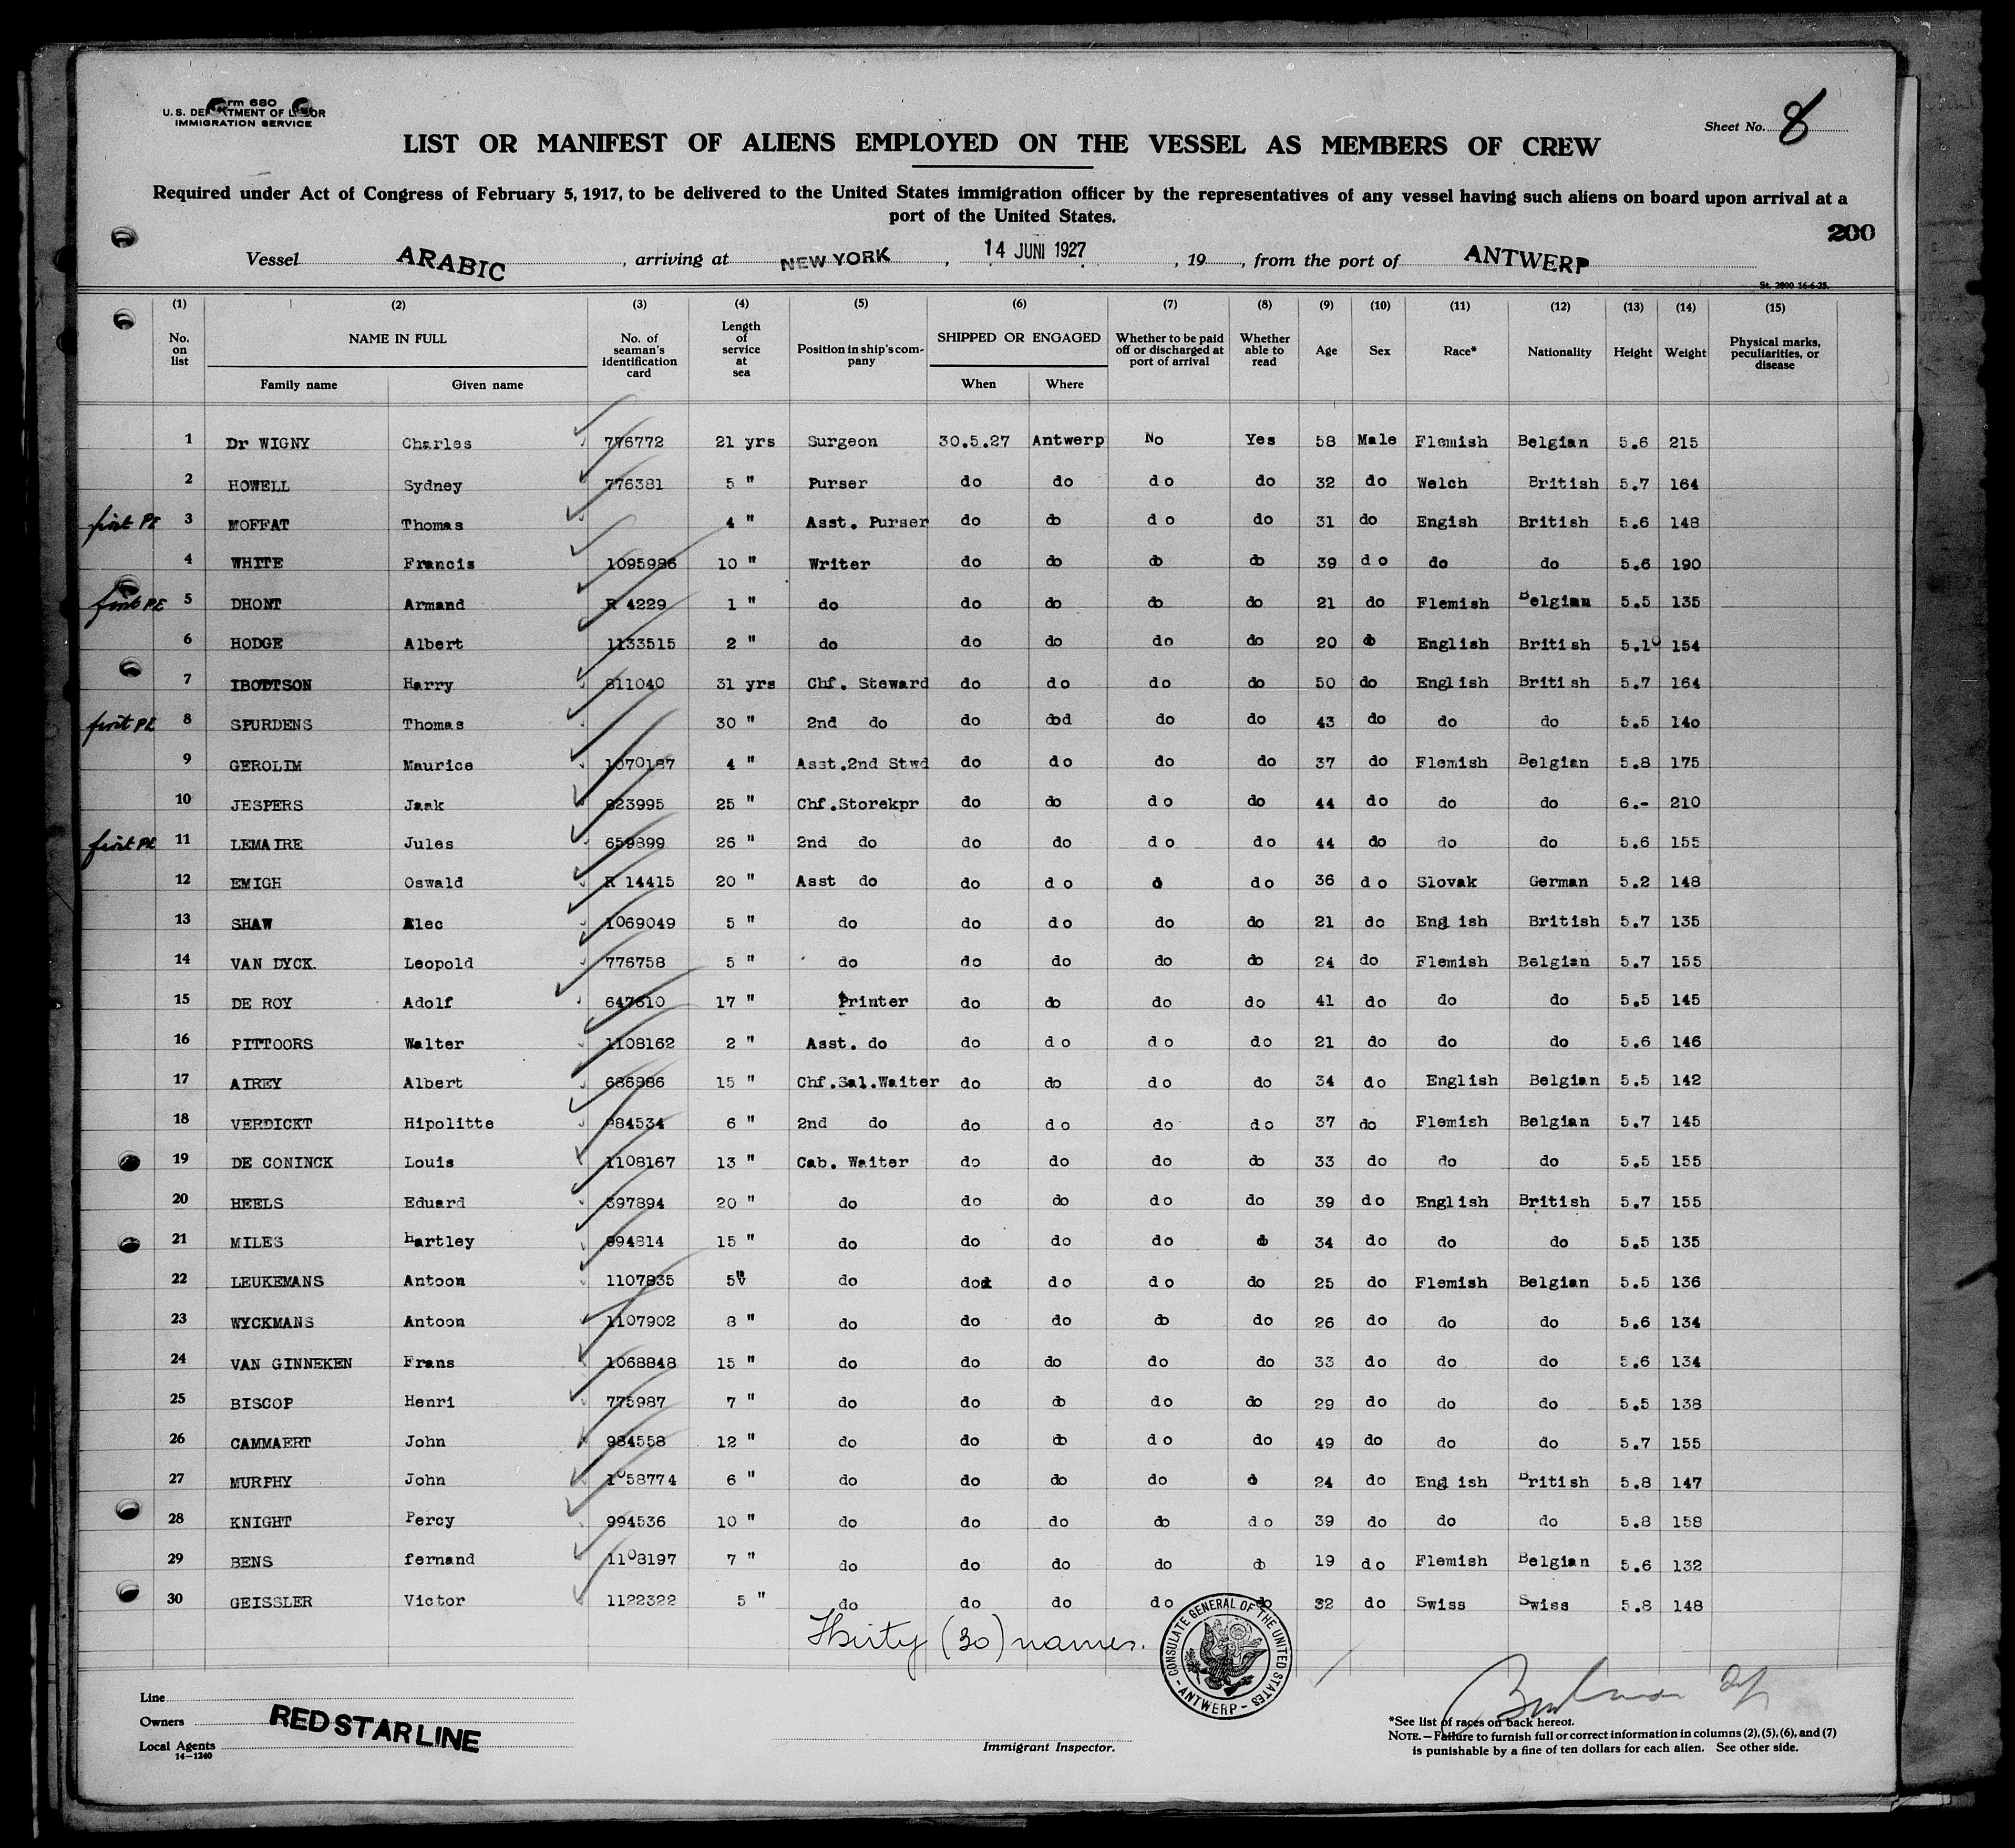 Form 680
U. S. DEPARTMENT OF LABOR
IMMIGRATION SERVICE
Sheet No. 8
LIST OR MANIFEST OF ALIENS EMPLOYED ON THE VESSEL AS MEMBERS OF CREW
Required under Act of Congress of February 5, 1917, to be delivered to the United States immigration officer by the representatives of any vessel having such aliens on board upon arrival at a
port of the United States.
200
Vessel ARABIC, arriving at NEW YORK, 14 JUNI 1927, 19, from the port of ANTWERP
St. 2000 16-6-25.
(1) (2) (3) (4) (5) (6) (7) (8) (9) (10) (11) (12) (13) (14) (15)
No. on list NAME IN FULL Family name Given name No. of seaman's identification card Length of service at sea Position in ship's company SHIPPED OR ENGAGED When Where Whether to be paid off or discharged at port of arrival Whether able to read Age Sex Race* Nationality Height Weight Physical marks, peculiarities, or disease
1 Dr WIGNY Charles 776772 21 yrs Surgeon 30.5.27 Antwerp No Yes 58 Male Flemish Belgian 5.6 215
2 HOWELL Sydney 776381 5 " Purser do do do do 32 do Welch British 5.7 164
first PE 3 MOFFAT Thomas 4 " Asst. Purser do do do do 31 do Engish British 5.6 148
4 WHITE Francis 1095986 10 " Writer do do do do 39 do do do 5.6 190
first PE 5 DHONT Armand R 4229 1 " do do do do do 21 do Flemish Belgian 5.5 135
6 HODGE Albert 1133515 2 " do do do do do 20 do English British 5.10 154
7 IBODTSON Harry 811040 31 yrs Chf. Steward do do do do 50 do English British 5.7 164
first PE 8 SPURDENS Thomas 30 " 2nd do do dod do do 43 do do do 5.5 140
9 GEROLIM Maurice 1070187 4 " Asst.2nd Stwd do do do do 37 do Flemish Belgian 5.8 175
10 JESPERS Jaak 823995 25 " Chf.Storekpr do do do do 44 do do do 6.- 210
first PE 11 LEMAIRE Jules 659899 26 " 2nd do do do do do 44 do do do 5.6 155
12 EMIGH Oswald R 14415 20 " Asst do do do do do 36 do Slovak German 5.2 148
13 SHAW Alec 1069049 5 " do do do do do 21 do English British 5.7 135
14 VAN DYCK. Leopold 776758 5 " do do do do do 24 do Flemish Belgian 5.7 155
15 DE ROY Adolf 647610 17 " Printer do do do do 41 do do do 5.5 145
16 PITTOORS Walter 1108162 2 " Asst. do do do do do 21 do do do 5.6 146
17 AIREY Albert 686986 15 " Chf.Sal.Waiter do do do do 34 do English Belgian 5.5 142
18 VERDICKT Hipolitte 984534 6 " 2nd do do do do do 37 do Flemish Belgian 5.7 145
19 DE CONINCK Louis 1108167 13 " Cab. Waiter do do do do 33 do do do 5.5 155
20 HEELS Eduard 597894 20 " do do do do do 39 do English British 5.7 155
21 MILES Hartley 994814 15 " do do do do do 34 do do do 5.5 135
22 LEUKEMANS Antoon 1107835 5 " do do do do do 25 do Flemish Belgian 5.5 136
23 WYCKMANS Antoon 1107902 8 " do do do do do 26 do do do 5.6 134
24 VAN GINNEKEN Frans 1068848 15 " do do do do do 33 do do do 5.6 134
25 BISCOP Henri 775987 7 " do do do do do 29 do do do 5.5 138
26 CAMMAERT John 984558 12 " do do do do do 49 do do do 5.7 155
27 MURPHY John 1058774 6 " do do do do do 24 do English British 5.8 147
28 KNIGHT Percy 994536 10 " do do do do do 39 do do do 5.8 158
29 BENS fernand 1108197 7 " do do do do do 19 do Flemish Belgian 5.6 132
30 GEISSLER Victor 1122322 5 " do do do do do 32 do Swiss Swiss 5.8 148
Thirty (30) names.
CONSULATE GENERAL OF THE UNITED STATES - ANTWERP -
Line
Owners RED STAR LINE
Local Agents
14—1240
Immigrant Inspector.
*See list of races on back hereof.
NOTE.—Failure to furnish full or correct information in columns (2), (5), (6), and (7)
is punishable by a fine of ten dollars for each alien. See other side.